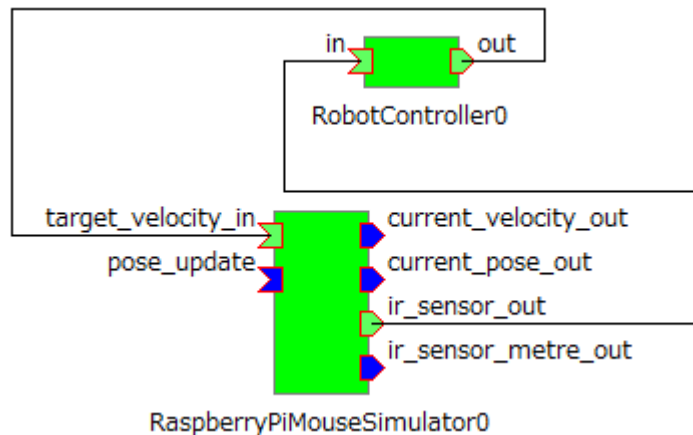 in
out
RobotController0
target_velocity_in
current_velocity_out
pose_update
current_pose_out
ir_sensor_out
ir_sensor_metre_out
RaspberryPiMouseSimulator0